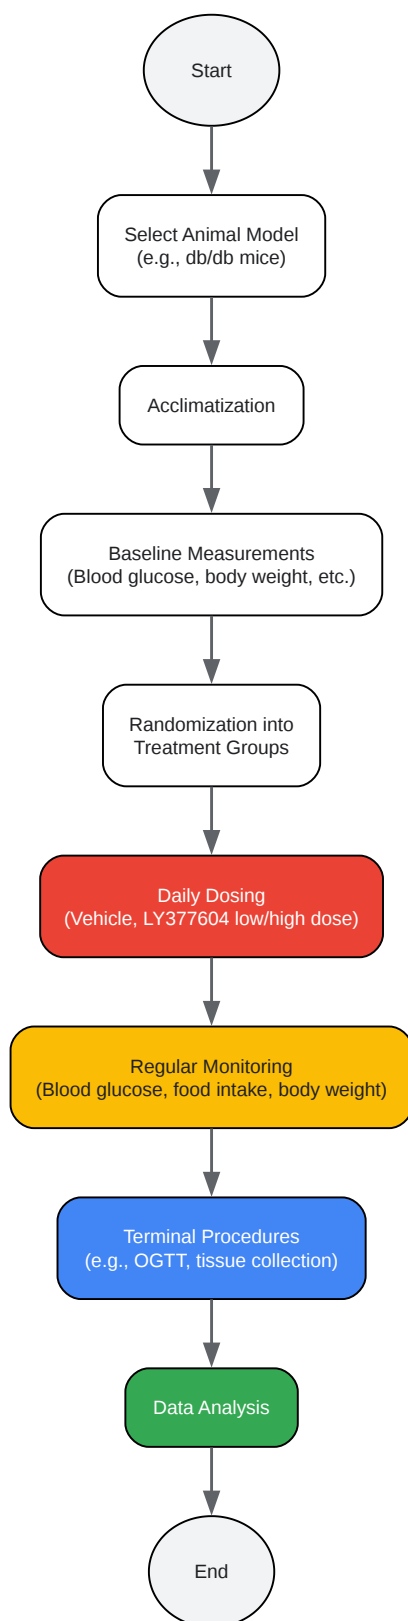 Start
Select Animal Model
(e.g., db/db mice)
Acclimatization
Baseline Measurements
(Blood glucose, body weight, etc.)
Randomization into
Treatment Groups
Daily Dosing
(Vehicle, LY377604 low/high dose)
Regular Monitoring
(Blood glucose, food intake, body weight)
Terminal Procedures
(e.g., OGTT, tissue collection)
Data Analysis
End